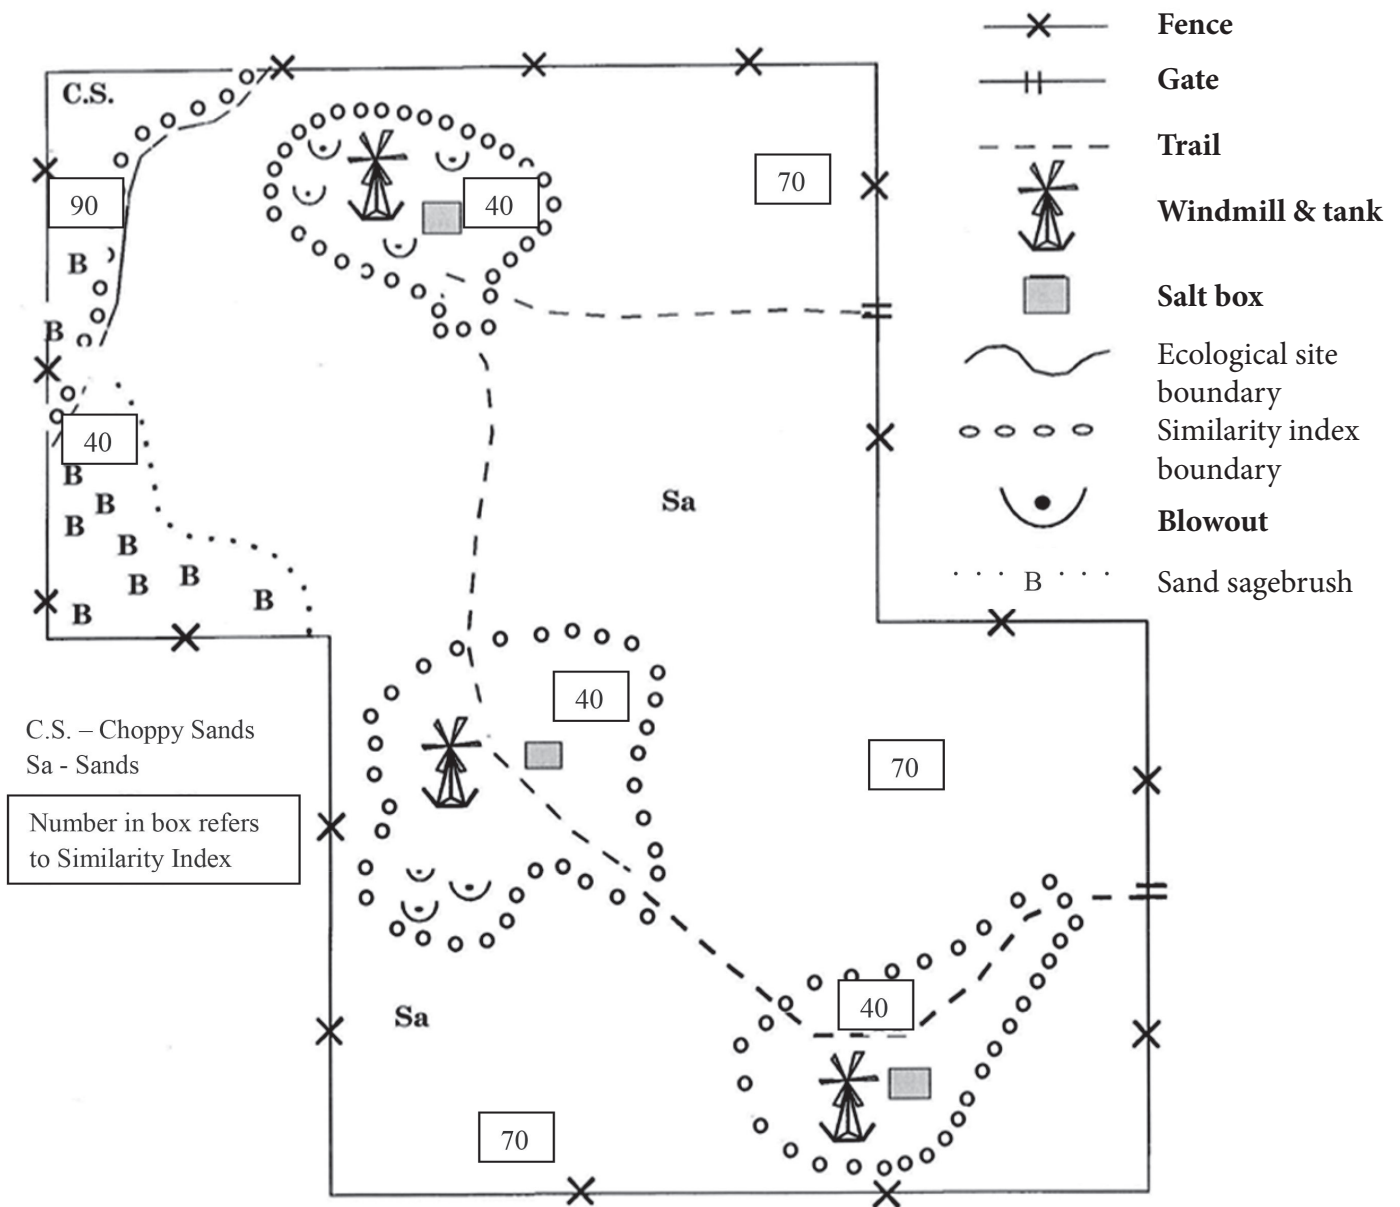 Fence
Gate
Trail
Windmill & tank
Salt box
Ecological site
boundary
Similarity index
boundary
Blowout
B
Sand sagebrush
C.S.
90
40
70
B
B
40
B
B
B
B
B
B
B
B
Sa
40
70
C.S. – Choppy Sands
Sa - Sands
Number in box refers
to Similarity Index
Sa
40
70